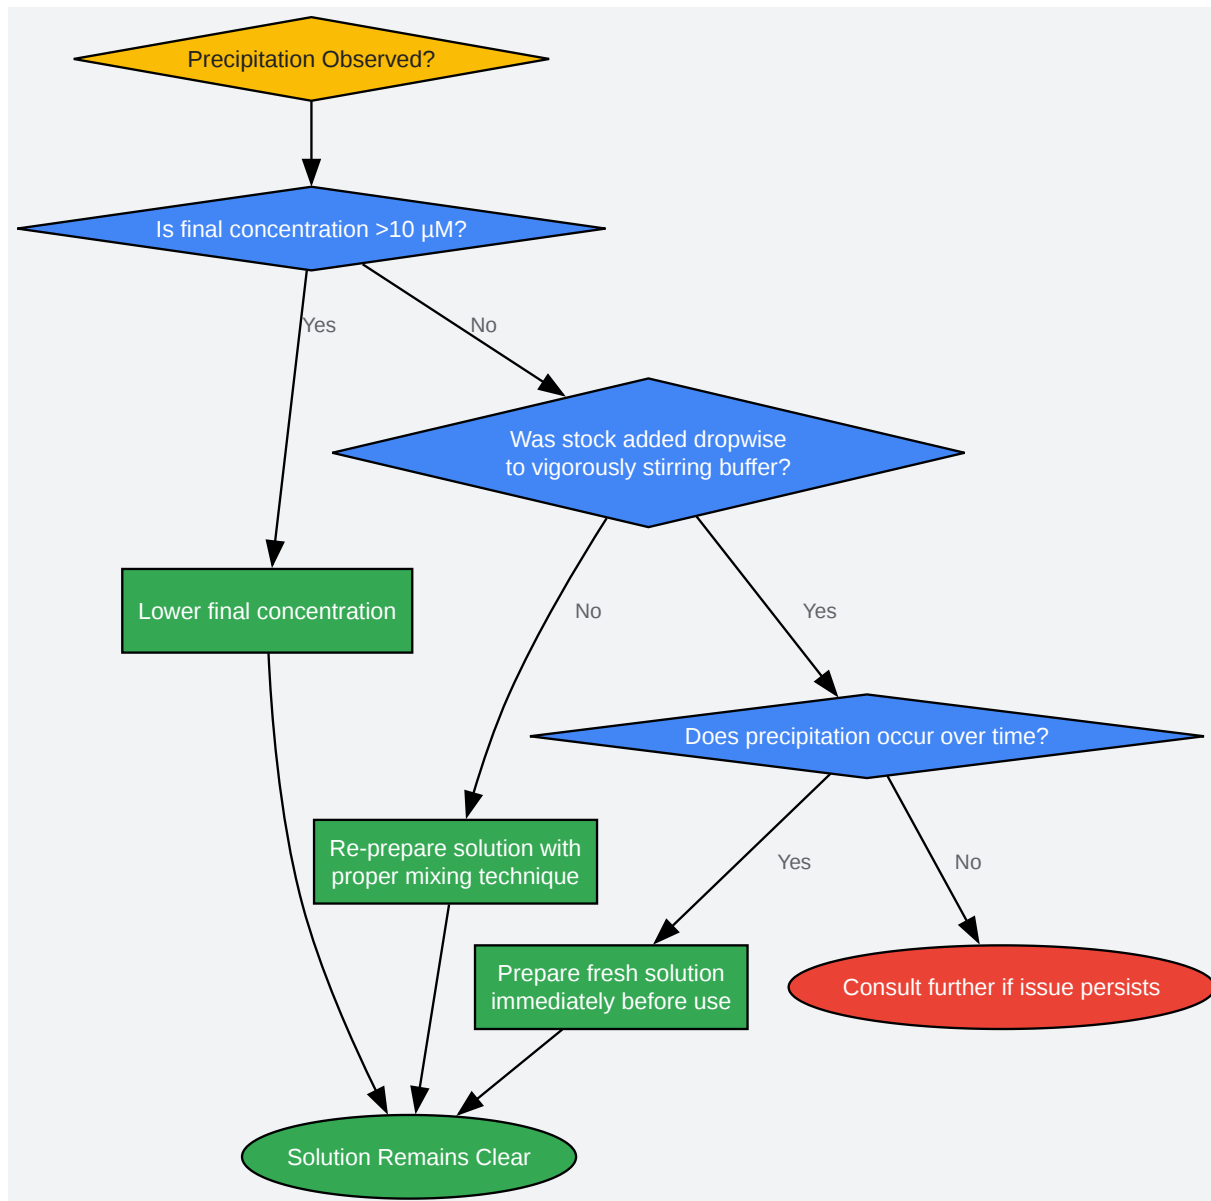 Precipitation Observed?
Is final concentration >10 µM?
Yes
No
Was stock added dropwise
to vigorously stirring buffer?
Lower final concentration
No
Yes
Does precipitation occur over time?
Re-prepare solution with
proper mixing technique
Yes
No
Prepare fresh solution
immediately before use
Consult further if issue persists
Solution Remains Clear